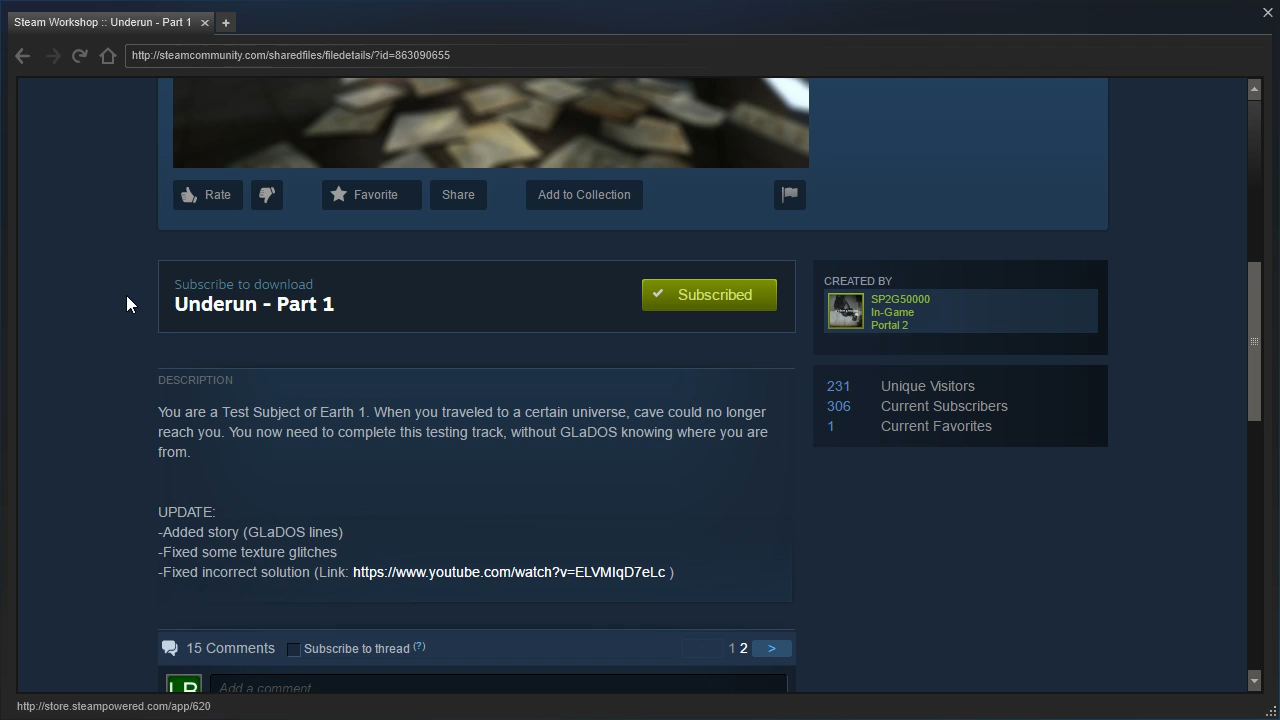 Steam Workshop :: Underun - Part 1
http://steamcommunity.com/sharedfiles/filedetails/?id=863090655
Rate
Favorite
Share
Add to Collection
Subscribe to download
Underun - Part 1
Subscribed
CREATED BY
SP2G50000
In-Game
Portal 2
231 Unique Visitors
306 Current Subscribers
1 Current Favorites
DESCRIPTION
You are a Test Subject of Earth 1. When you traveled to a certain universe, cave could no longer
reach you. You now need to complete this testing track, without GLaDOS knowing where you are
from.
UPDATE:
-Added story (GLaDOS lines)
-Fixed some texture glitches
-Fixed incorrect solution (Link: https://www.youtube.com/watch?v=ELVMIqD7eLc )
15 Comments Subscribe to thread (?) 1 2 >
Add a comment
http://store.steampowered.com/app/620